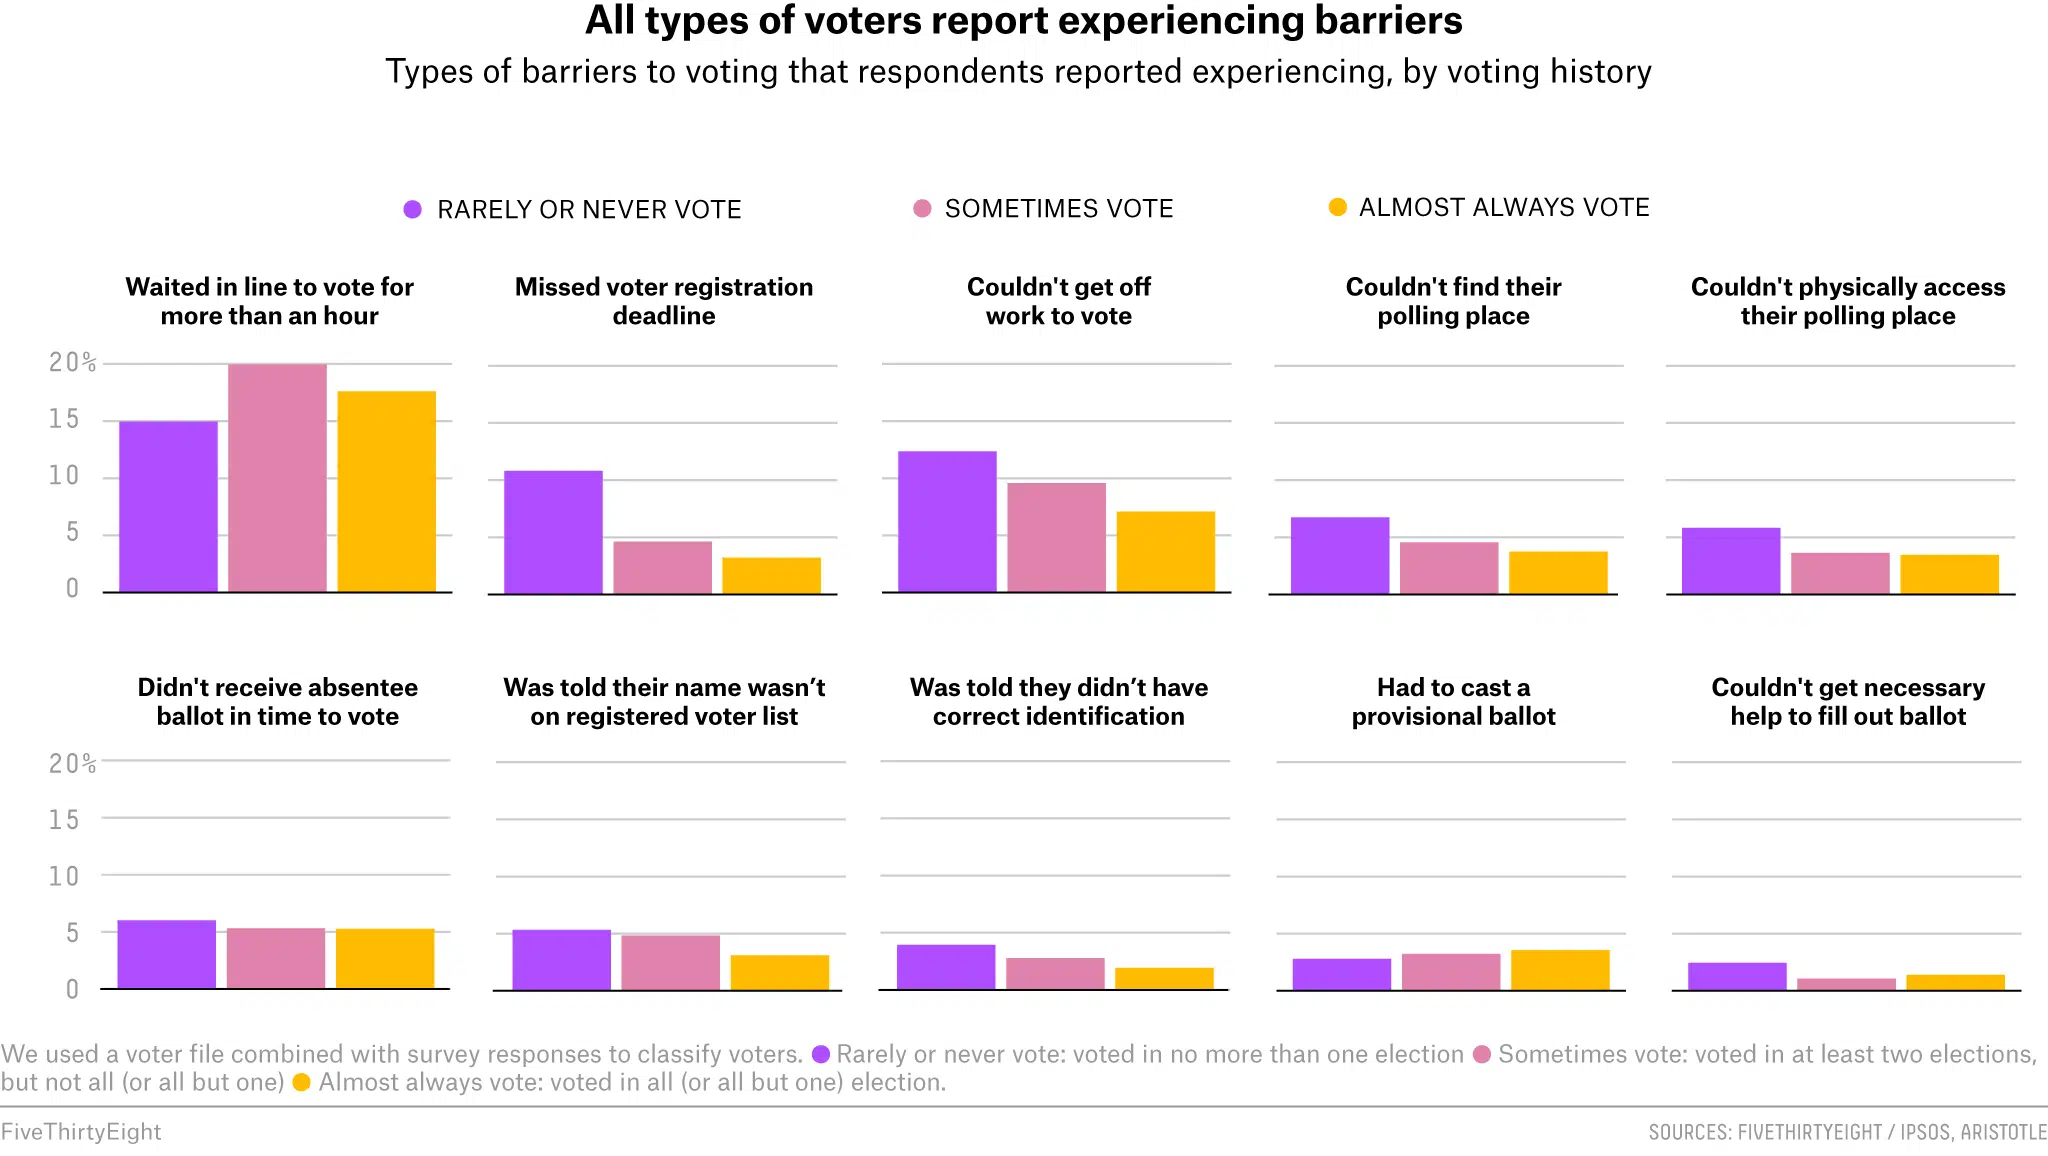 All types of voters report experiencing barriers
Types of barriers to voting that respondents reported experiencing, by voting history
RARELY OR NEVER VOTE
SOMETIMES VOTE
ALMOST ALWAYS VOTE
Waited in line to vote for
more than an hour
Missed voter registration
deadline
Couldn't get off
work to vote
Couldn't find their
polling place
Couldn't physically access
their polling place
20%
15
10
5
0
Didn't receive absentee
ballot in time to vote
Was told their name wasn’t
on registered voter list
Was told they didn’t have
correct identification
Had to cast a
provisional ballot
Couldn't get necessary
help to fill out ballot
20%
15
10
5
0
We used a voter file combined with survey responses to classify voters. Rarely or never vote: voted in no more than one election Sometimes vote: voted in at least two elections,
but not all (or all but one) Almost always vote: voted in all (or all but one) election.
FiveThirtyEight
SOURCES: FIVETHIRTYEIGHT / IPSOS, ARISTOTLE